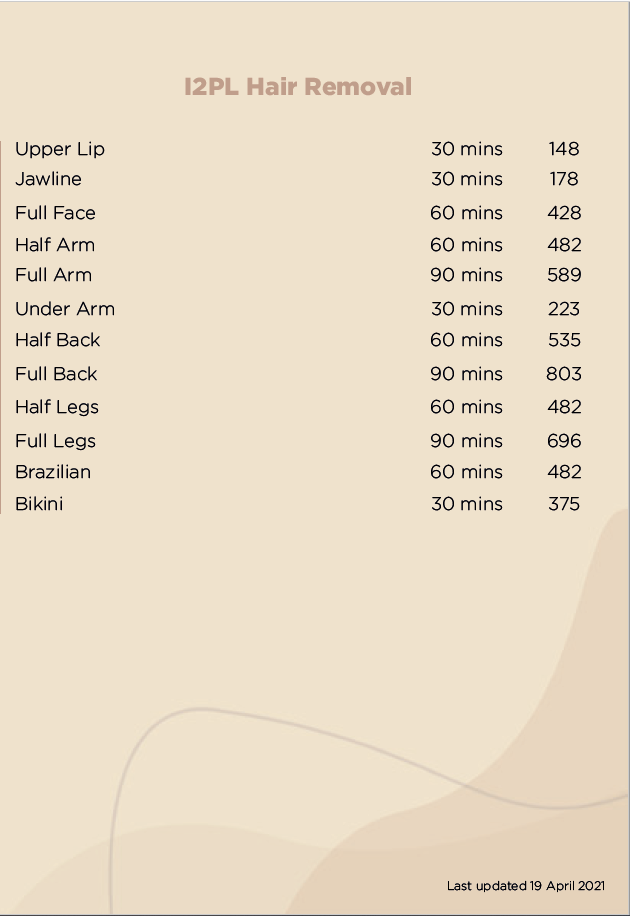 I2PL Hair Removal
Upper Lip 30 mins 148
Jawline 30 mins 178
Full Face 60 mins 428
Half Arm 60 mins 482
Full Arm 90 mins 589
Under Arm 30 mins 223
Half Back 60 mins 535
Full Back 90 mins 803
Half Legs 60 mins 482
Full Legs 90 mins 696
Brazilian 60 mins 482
Bikini 30 mins 375
Last updated 19 April 2021